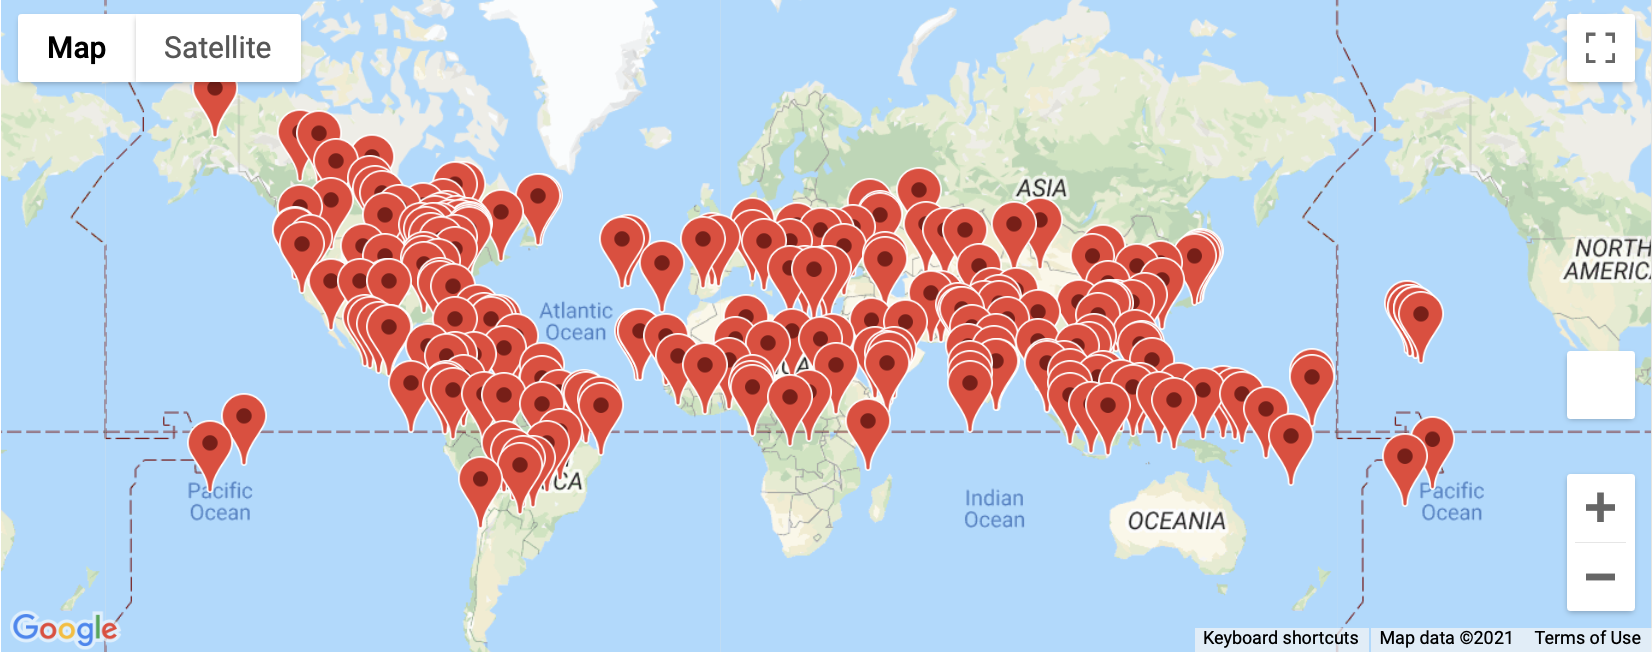 Map
Satellite
ASIA
NORTH
AMERIC
Atlantic
Ocean
CA
Pacific
Ocean
CA
Indian
Ocean
OCEANIA
Pacific
Ocean
Google
Keyboard shortcuts
Map data ©2021
Terms of Use